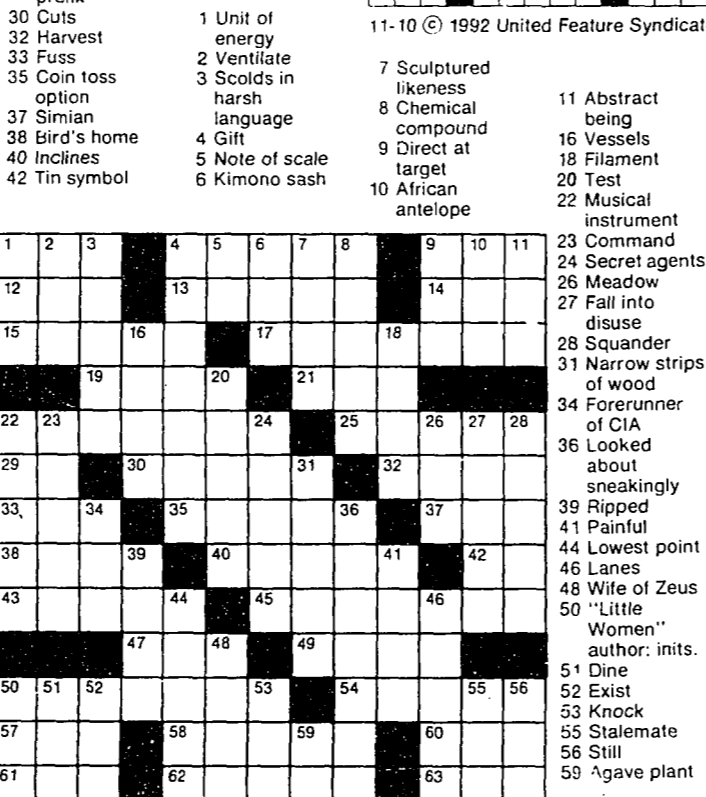 30 Cuts
32 Harvest
33 Fuss
35 Coin toss
option
37 Simian
38 Bird's home
40 Inclines
42 Tin symbol
1 Unit of
energy
2 Ventilate
3 Scolds in
harsh
language
4 Gift
5 Note of scale
6 Kimono sash
11-10 © 1992 United Feature Syndicat
7 Sculptured
likeness
8 Chemical
compound
9 Direct at
target
10 African
antelope
11 Abstract
being
16 Vessels
18 Filament
20 Test
22 Musical
instrument
23 Command
24 Secret agents
26 Meadow
27 Fall into
disuse
28 Squander
31 Narrow strips
of wood
34 Forerunner
of CIA
36 Looked
about
sneakingly
39 Ripped
41 Painful
44 Lowest point
46 Lanes
48 Wife of Zeus
50 "Little
Women"
author: inits.
51 Dine
52 Exist
53 Knock
55 Stalemate
56 Still
59 Agave plant
1 2 3 4 5 6 7 8 9 10 11
12 13 14
15 16 17 18
19 20 21
22 23 24 25 26 27 28
29 30 31 32
33 34 35 36 37
38 39 40 41 42
43 44 45 46
47 48 49
50 51 52 53 54 55 56
57 58 59 60
61 62 63